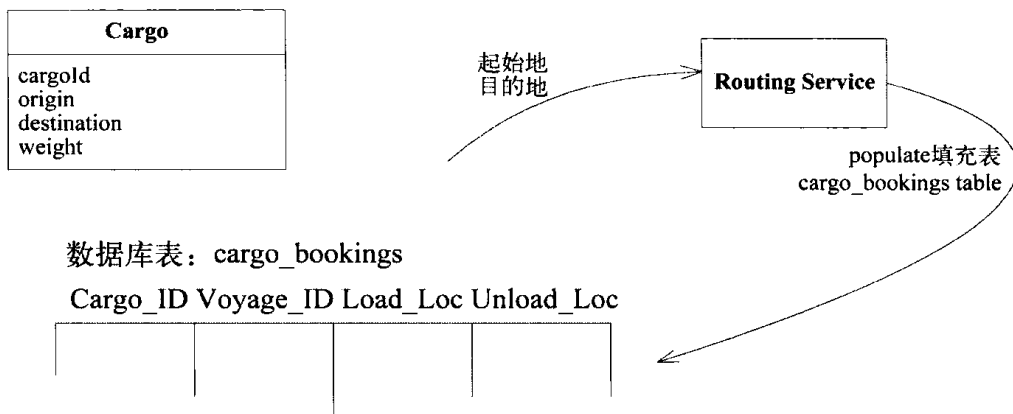 Cargo
cargoId
origin
destination
weight
起始地
目的地
Routing Service
populate填充表
cargo_bookings table
数据库表：cargo_bookings
Cargo_ID Voyage_ID Load_Loc Unload_Loc